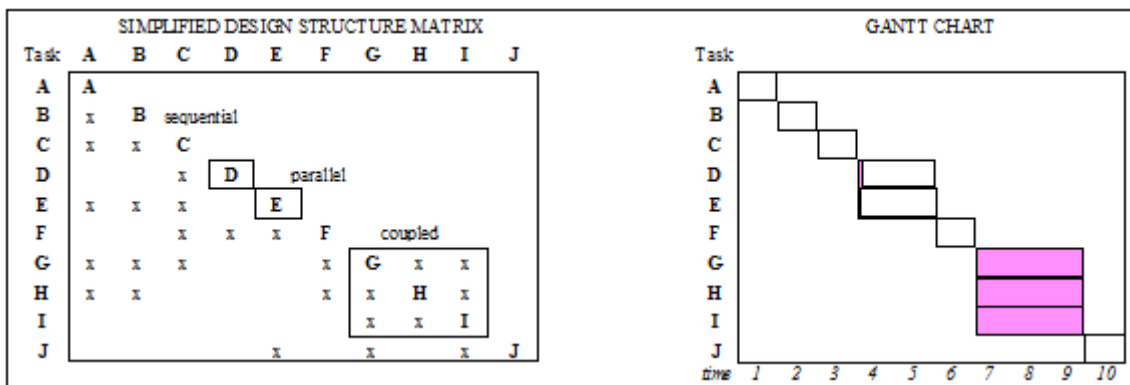 SIMPLIFIED DESIGN STRUCTURE MATRIX
Task A B C D E F G H I J
A A
B x B sequential
C x x C
D x D parallel
E x x x E
F x x x F coupled
G x x x x G x x
H x x x x H x
I x x I
J x x x J
GANTT CHART
Task
A
B
C
D
E
F
G
H
I
J
time 1 2 3 4 5 6 7 8 9 10